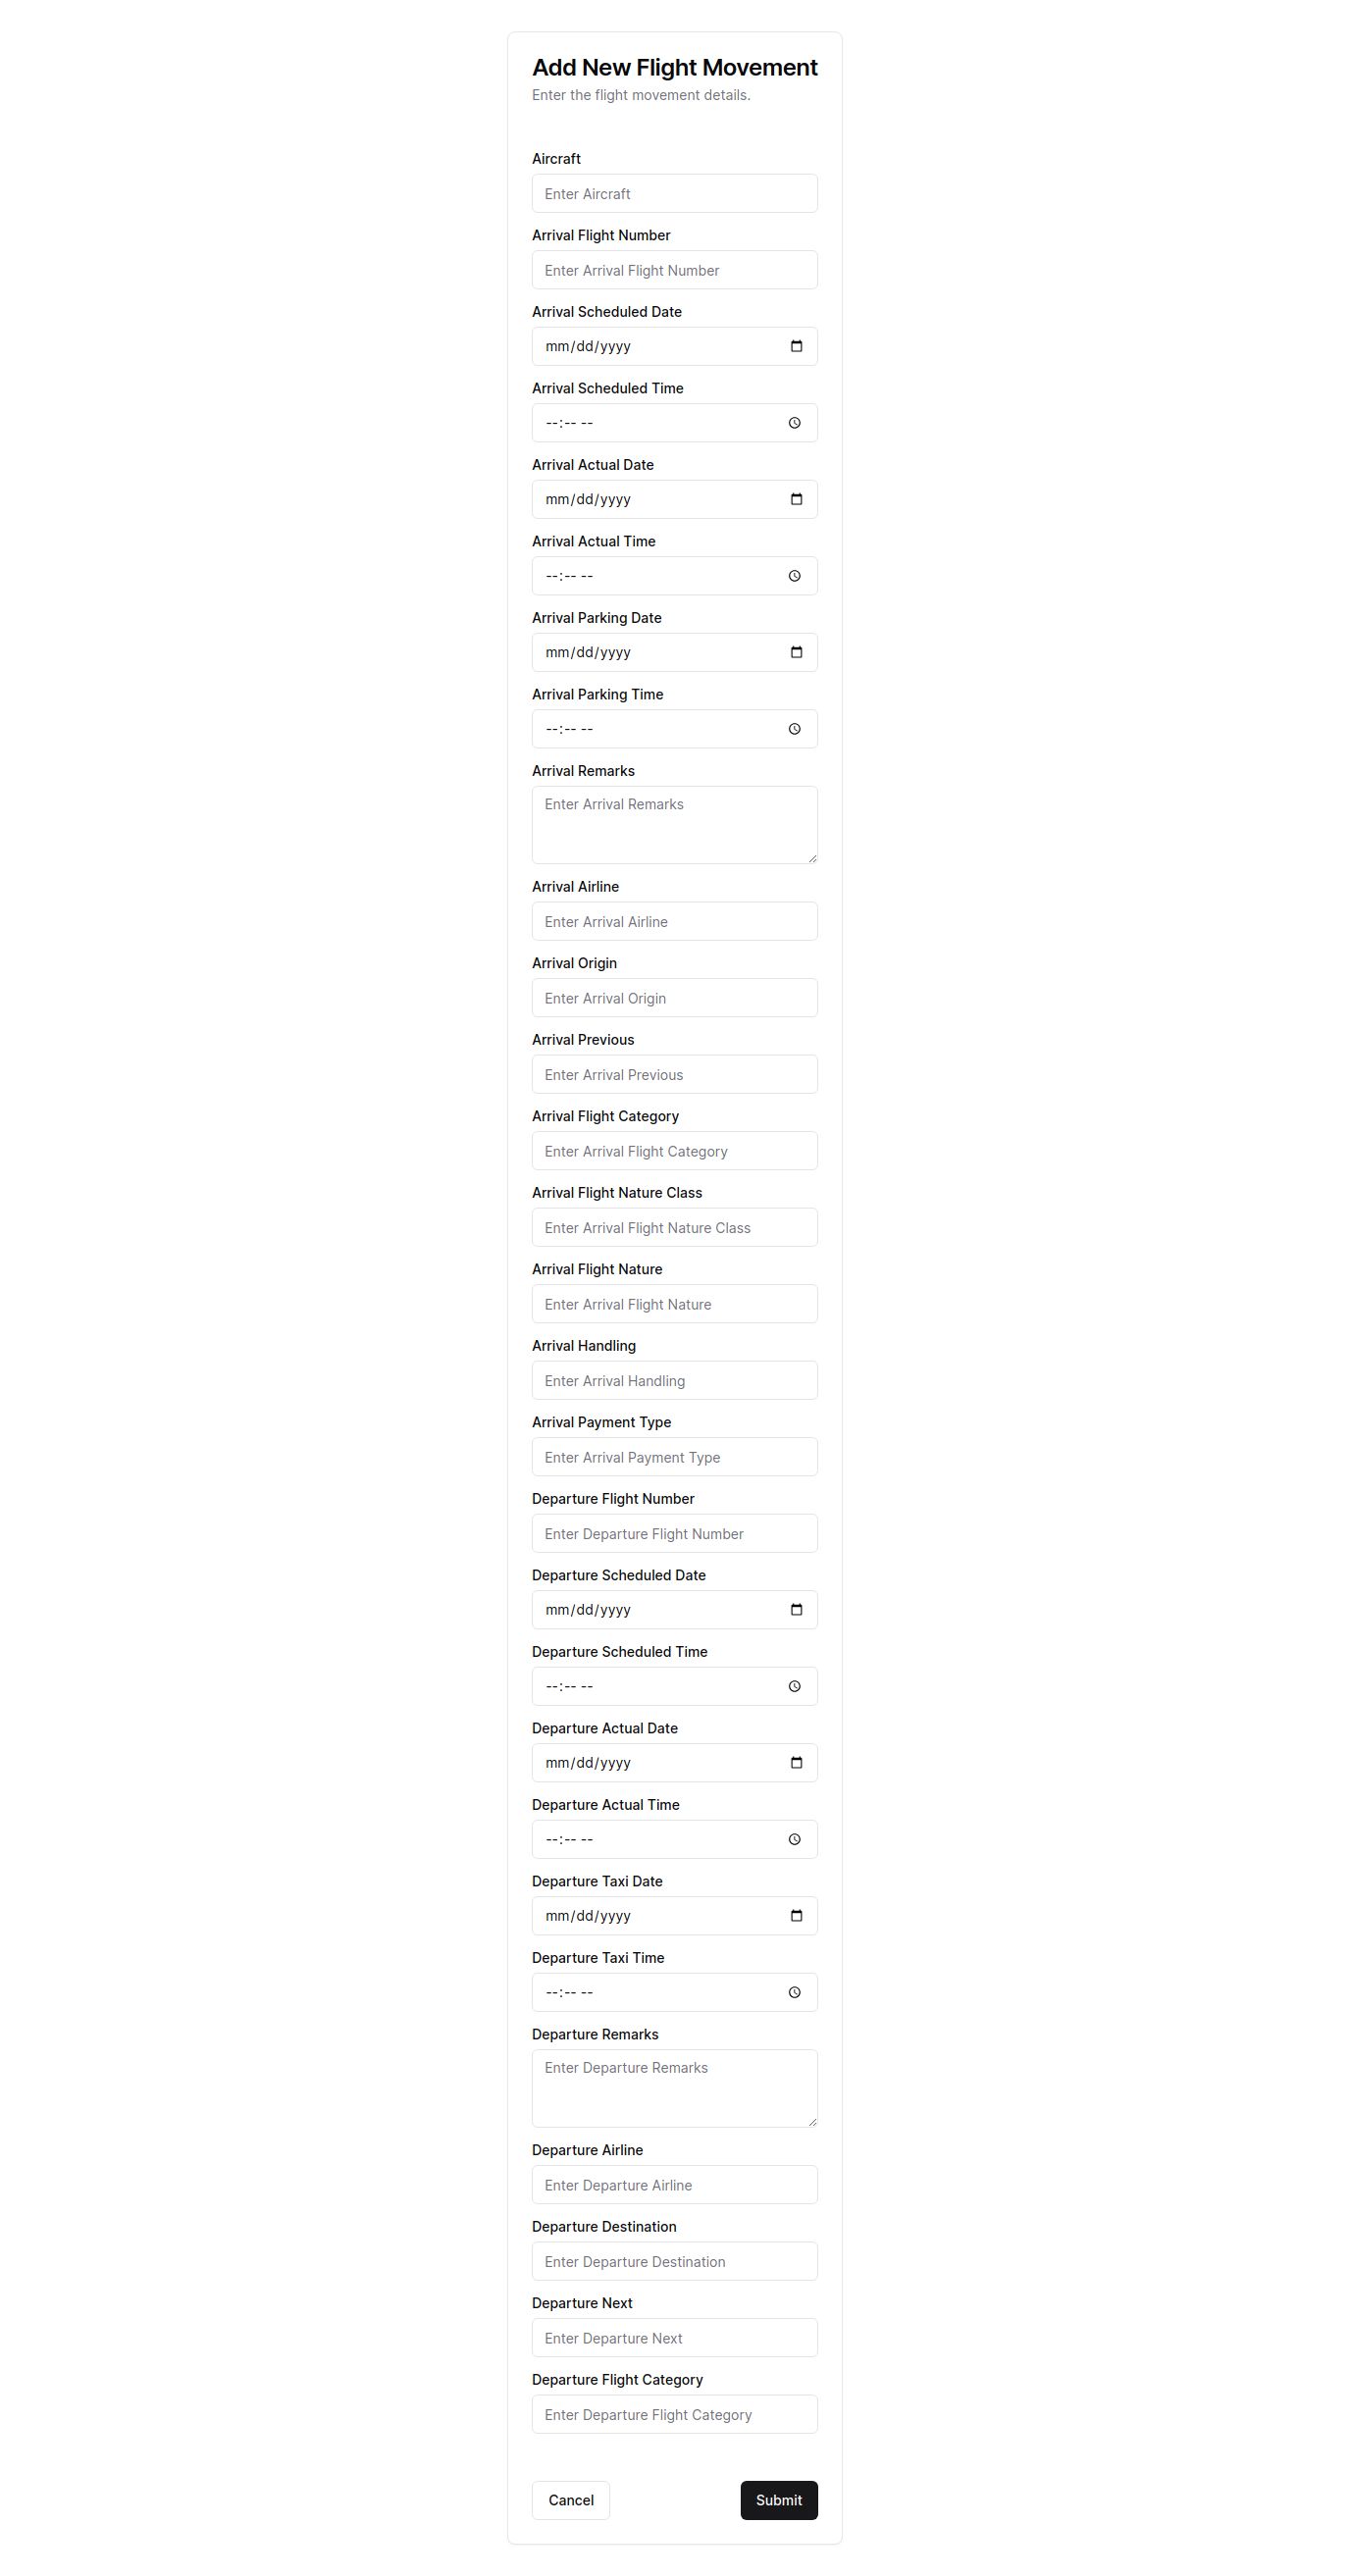 Add New Flight Movement
Enter the flight movement details.
Aircraft
Enter Aircraft
Arrival Flight Number
Enter Arrival Flight Number
Arrival Scheduled Date
mm/dd/yyyy
Arrival Scheduled Time
--:-- --
Arrival Actual Date
mm/dd/yyyy
Arrival Actual Time
--:-- --
Arrival Parking Date
mm/dd/yyyy
Arrival Parking Time
--:-- --
Arrival Remarks
Enter Arrival Remarks
Arrival Airline
Enter Arrival Airline
Arrival Origin
Enter Arrival Origin
Arrival Previous
Enter Arrival Previous
Arrival Flight Category
Enter Arrival Flight Category
Arrival Flight Nature Class
Enter Arrival Flight Nature Class
Arrival Flight Nature
Enter Arrival Flight Nature
Arrival Handling
Enter Arrival Handling
Arrival Payment Type
Enter Arrival Payment Type
Departure Flight Number
Enter Departure Flight Number
Departure Scheduled Date
mm/dd/yyyy
Departure Scheduled Time
--:-- --
Departure Actual Date
mm/dd/yyyy
Departure Actual Time
--:-- --
Departure Taxi Date
mm/dd/yyyy
Departure Taxi Time
--:-- --
Departure Remarks
Enter Departure Remarks
Departure Airline
Enter Departure Airline
Departure Destination
Enter Departure Destination
Departure Next
Enter Departure Next
Departure Flight Category
Enter Departure Flight Category
Cancel
Submit